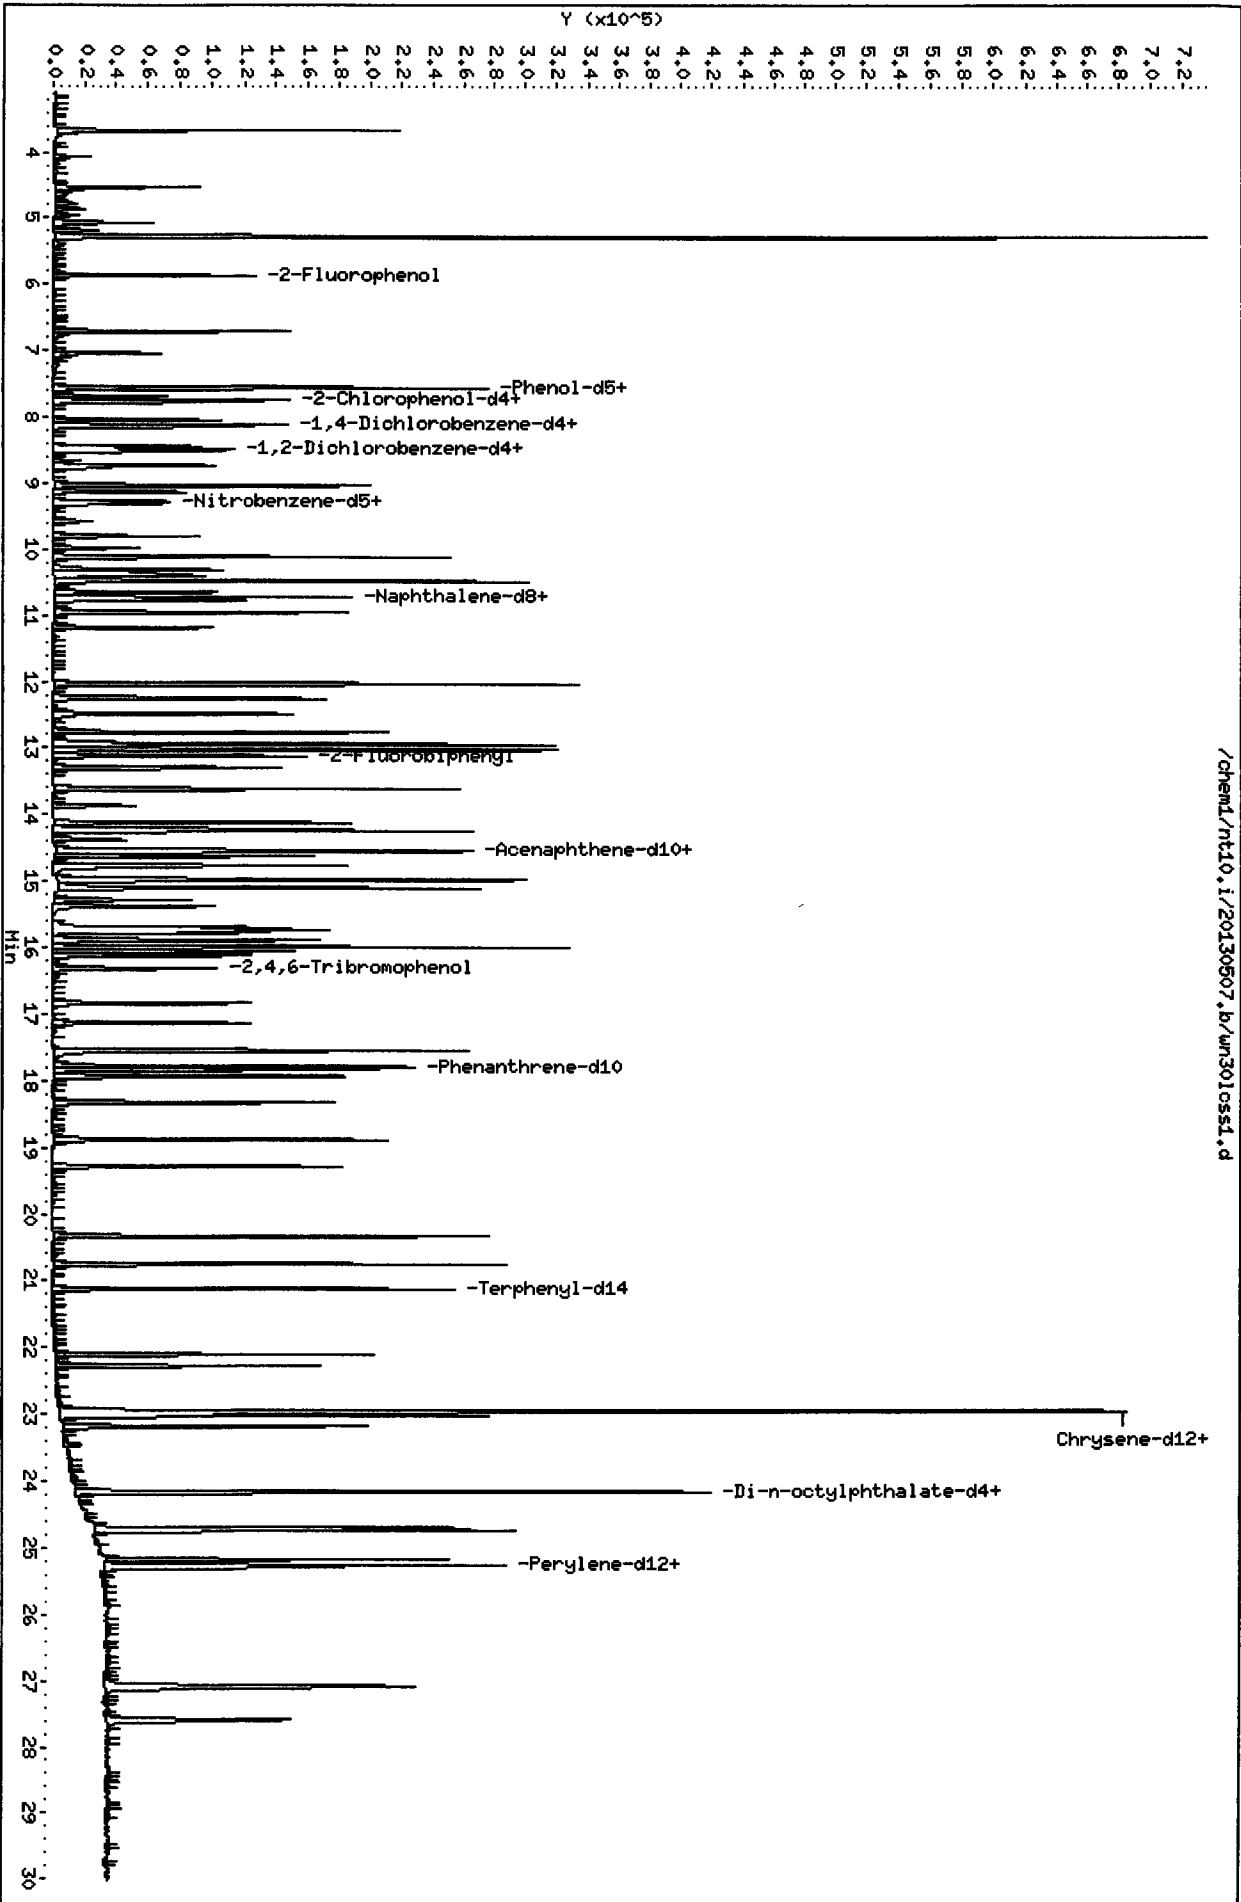 /chem1/nt10.i/20130507.b/wn30lcss1.d
Y (x10^5)
7.2
7.0
6.8
6.6
6.4
6.2
6.0
5.8
5.6
5.4
5.2
5.0
4.8
4.6
4.4
4.2
4.0
3.8
3.6
3.4
3.2
3.0
2.8
2.6
2.4
2.2
2.0
1.8
1.6
1.4
1.2
1.0
0.8
0.6
0.4
0.2
0.0
-2-Fluorophenol
-Phenol-d5+
-2-Chlorophenol-d4+
-1,4-Dichlorobenzene-d4+
-1,2-Dichlorobenzene-d4+
-Nitrobenzene-d5+
-Naphthalene-d8+
-2-Fluorobiphenyl
-Acenaphthene-d10+
-2,4,6-Tribromophenol
-Phenanthrene-d10
-Terphenyl-d14
Chrysene-d12+
-Di-n-octylphthalate-d4+
-Perylene-d12+
4 5 6 7 8 9 10 11 12 13 14 15 16 17 18 19 20 21 22 23 24 25 26 27 28 29 30
Min